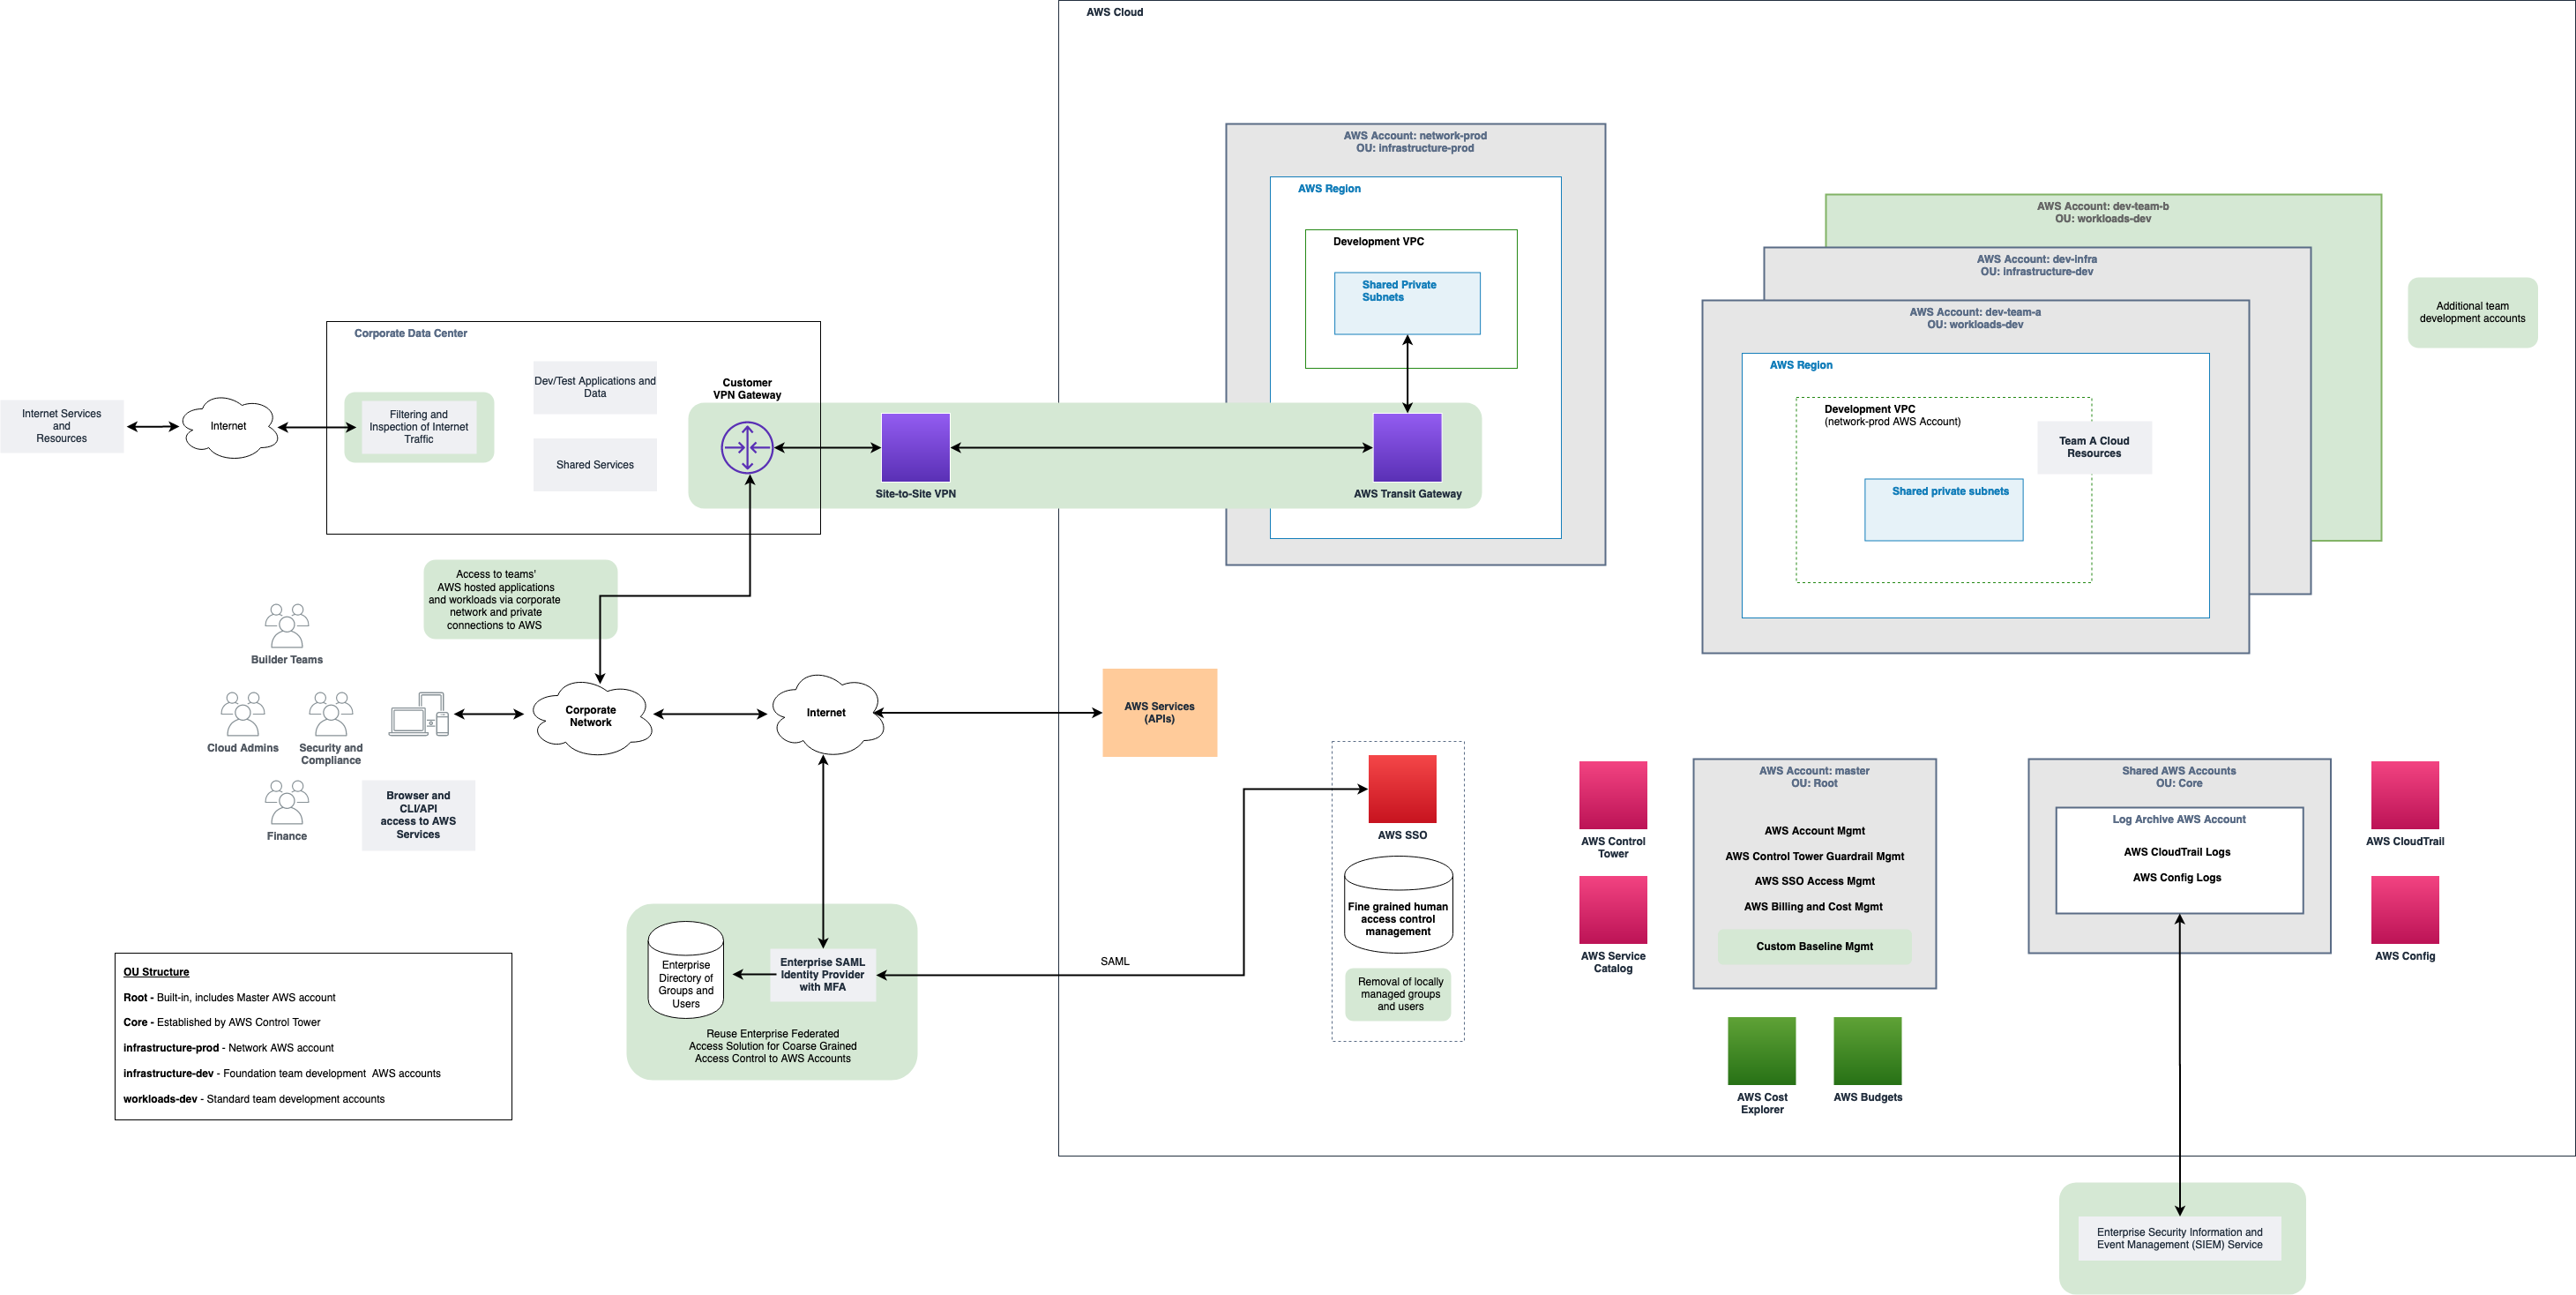 AWS Cloud
AWS Account: network-prod
OU: infrastructure-prod
AWS Region
Development VPC
Shared Private
Subnets
AWS Account: dev-team-b
OU: workloads-dev
AWS Account: dev-infra
OU: infrastructure-dev
AWS Account: dev-team-a
OU: workloads-dev
AWS Region
Development VPC
(network-prod AWS Account)
Team A Cloud
Resources
Shared private subnets
Additional team
development accounts
Corporate Data Center
Internet Services
and
Resources
Internet
Filtering and
Inspection of Internet
Traffic
Dev/Test Applications and
Data
Shared Services
Customer
VPN Gateway
Site-to-Site VPN
AWS Transit Gateway
Access to teams'
AWS hosted applications
and workloads via corporate
network and private
connections to AWS
Builder Teams
Cloud Admins
Security and
Compliance
Finance
Browser and
CLI/API
access to AWS
Services
Corporate
Network
Internet
AWS Services
(APIs)
AWS SSO
Fine grained human
access control
management
Removal of locally
managed groups
and users
AWS Control
Tower
AWS Service
Catalog
AWS Account: master
OU: Root
AWS Account Mgmt
AWS Control Tower Guardrail Mgmt
AWS SSO Access Mgmt
AWS Billing and Cost Mgmt
Custom Baseline Mgmt
AWS Cost
Explorer
AWS Budgets
Shared AWS Accounts
OU: Core
Log Archive AWS Account
AWS CloudTrail Logs
AWS Config Logs
AWS CloudTrail
AWS Config
Enterprise
Directory of
Groups and
Users
Enterprise SAML
Identity Provider
with MFA
Reuse Enterprise Federated
Access Solution for Coarse Grained
Access Control to AWS Accounts
SAML
OU Structure
Root - Built-in, includes Master AWS account
Core - Established by AWS Control Tower
infrastructure-prod - Network AWS account
infrastructure-dev - Foundation team development AWS accounts
workloads-dev - Standard team development accounts
Enterprise Security Information and
Event Management (SIEM) Service